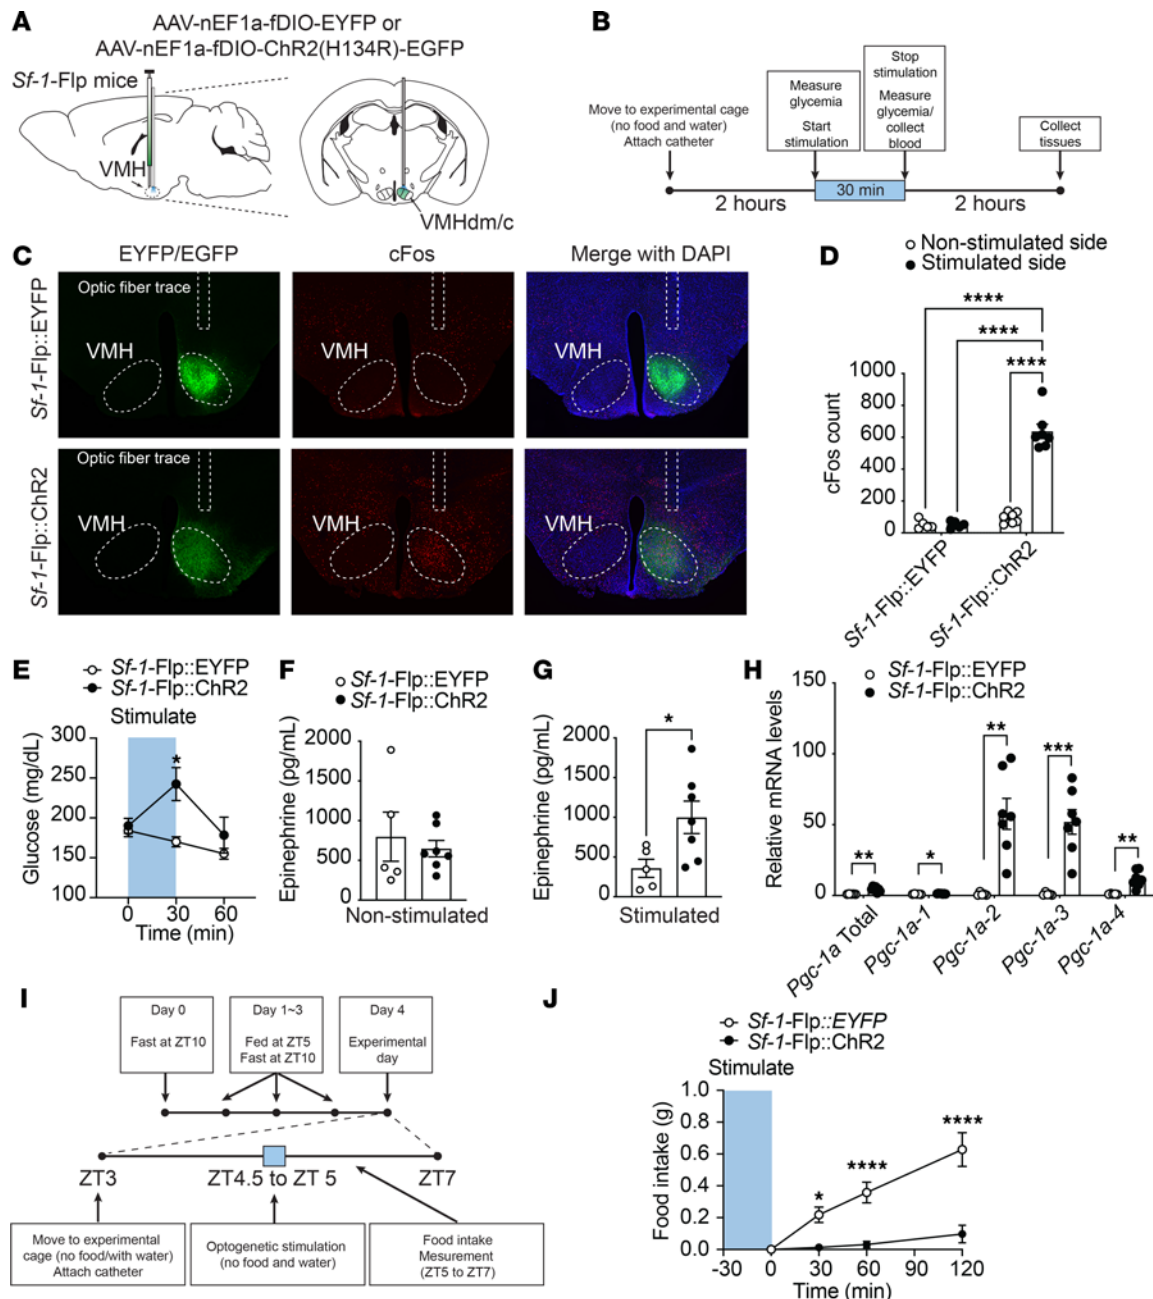 A
AAV-nEF1a-fDIO-EYFP or
AAV-nEF1a-fDIO-ChR2(H134R)-EGFP
Sf-1-Flp mice
VMH
VMHdm/c
B
Move to experimental cage
(no food and water)
Attach catheter
Measure
glycemia
Start
stimulation
Stop
stimulation
Measure
glycemia/
collect
blood
Collect
tissues
2 hours
30 min
2 hours
C
EYFP/EGFP
cFos
Merge with DAPI
Sf-1-Flp::EYFP
Optic fiber trace
VMH
VMH
VMH
Sf-1-Flp::ChR2
Optic fiber trace
VMH
VMH
VMH
D
Non-stimulated side
Stimulated side
****
****
****
cFos count
1000
800
600
400
200
0
Sf-1-Flp::EYFP
Sf-1-Flp::ChR2
E
Sf-1-Flp::EYFP
Sf-1-Flp::ChR2
Stimulate
*
Glucose (mg/dL)
300
250
200
150
100
0
30
60
Time (min)
F
Sf-1-Flp::EYFP
Sf-1-Flp::ChR2
Epinephrine (pg/mL)
2000
1500
1000
500
0
Non-stimulated
G
*
Epinephrine (pg/mL)
2000
1500
1000
500
0
Stimulated
H
Sf-1-Flp::EYFP
Sf-1-Flp::ChR2
Relative mRNA levels
150
100
50
0
**
*
**
***
**
Pgc-1a Total
Pgc-1a-1
Pgc-1a-2
Pgc-1a-3
Pgc-1a-4
I
Day 0
Fast at ZT10
Day 1~3
Fed at ZT5
Fast at ZT10
Day 4
Experimental
day
ZT3
ZT4.5 to ZT 5
ZT7
Move to experimental
cage (no food/with water)
Attach catheter
Optogenetic stimulation
(no food and water)
Food intake
Mesurement
(ZT5 to ZT7)
J
Sf-1-Flp::EYFP
Sf-1-Flp::ChR2
Stimulate
Food intake (g)
1.0
0.8
0.6
0.4
0.2
0.0
*
****
****
-30
0
30
60
90
120
Time (min)